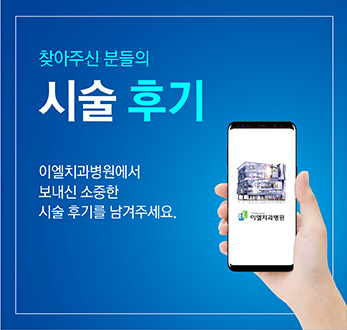 찾아주신 분들의
시술 후기
이엘치과병원에서
보내신 소중한
시술 후기를 남겨주세요.
이엘치과병원